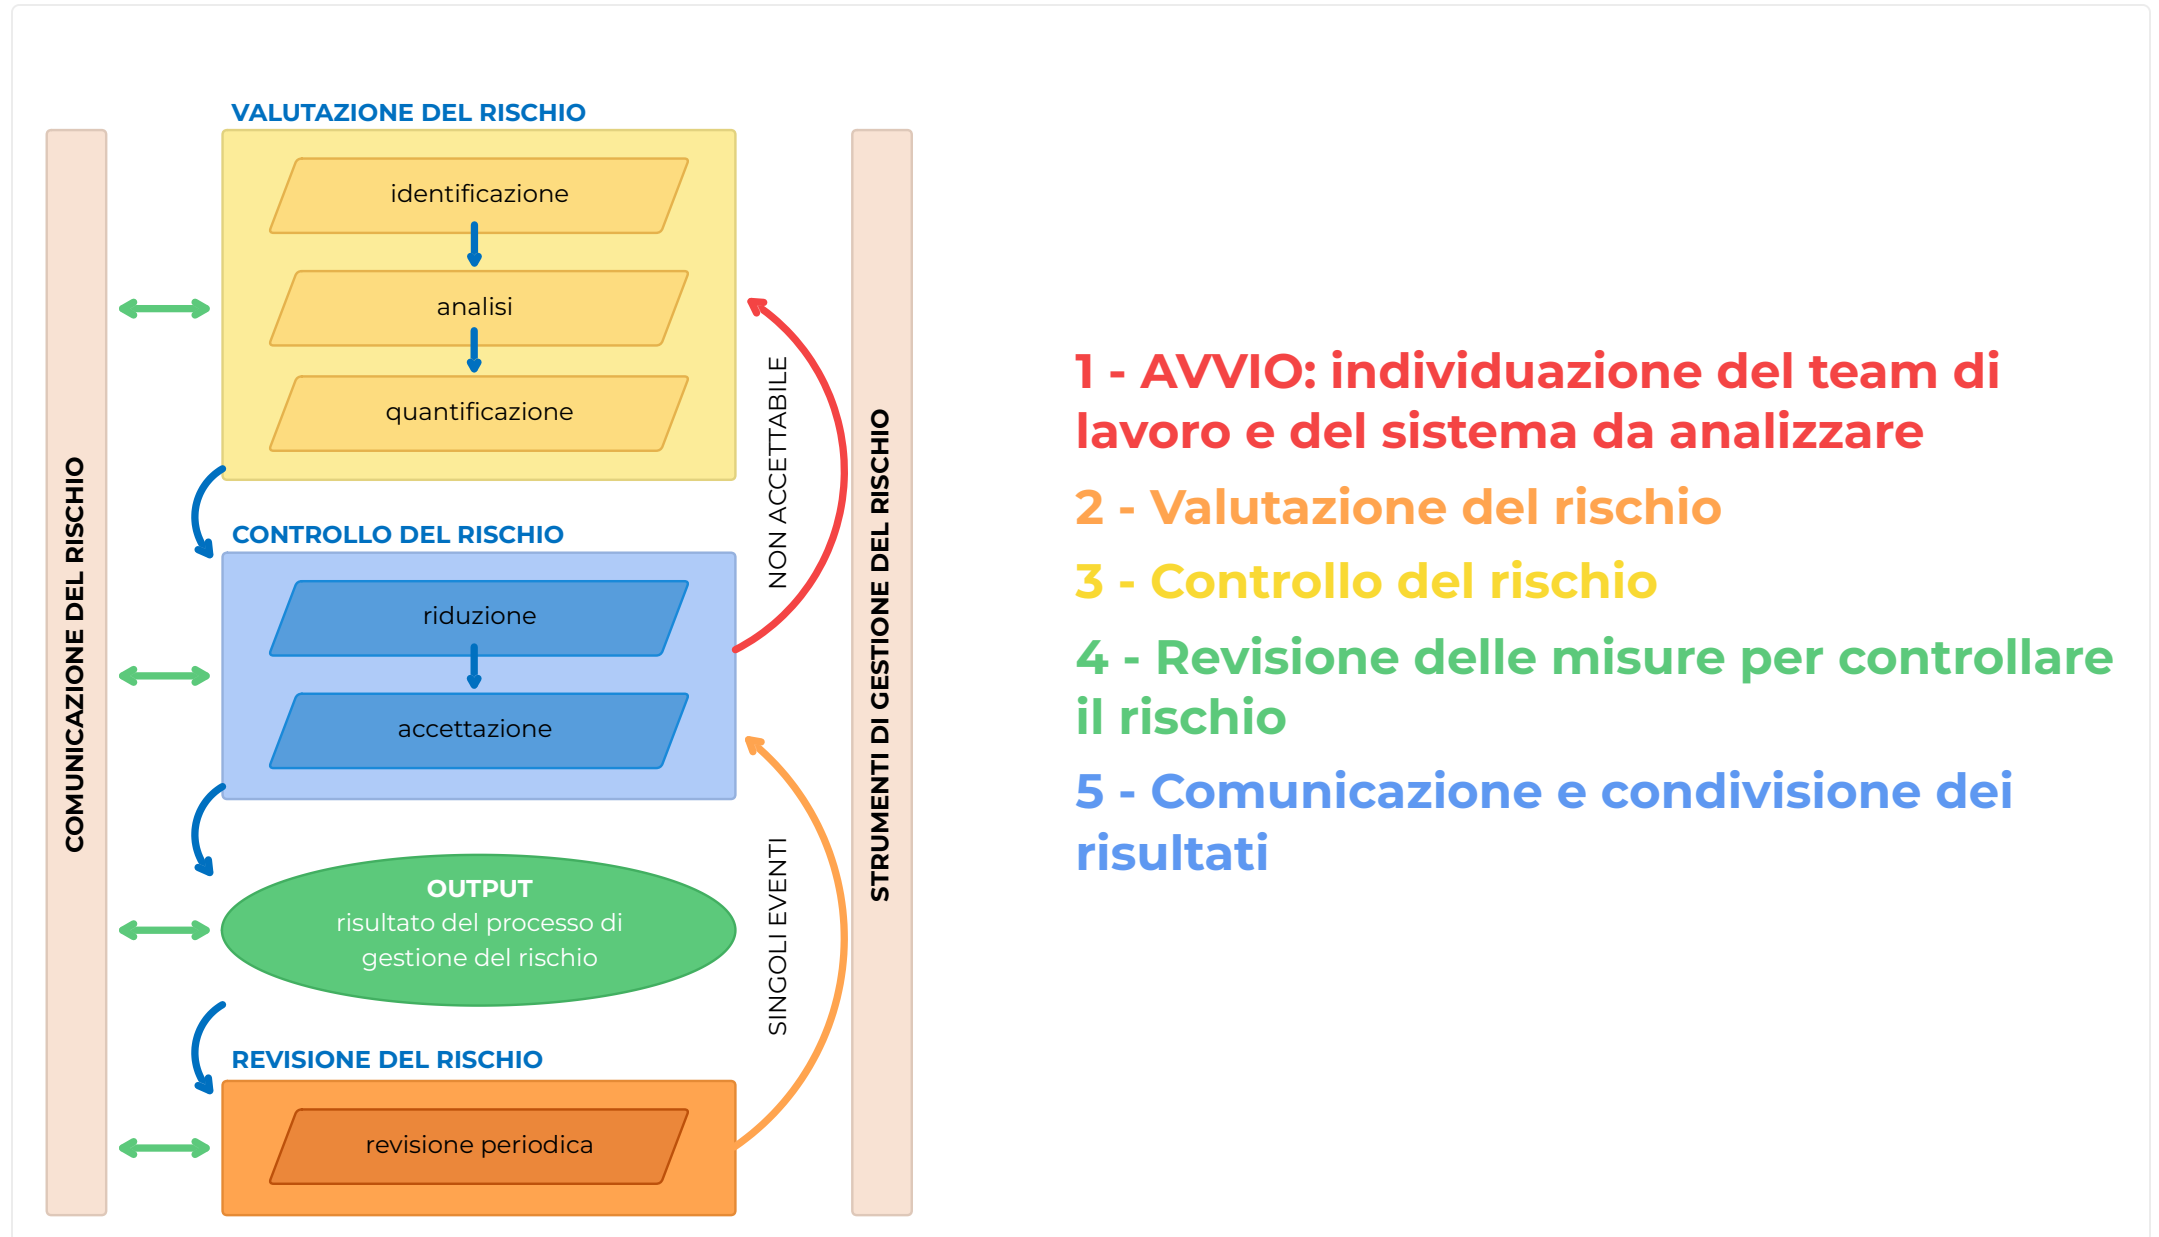 VALUTAZIONE DEL RISCHIO
identificazione
analisi
quantificazione
CONTROLLO DEL RISCHIO
riduzione
accettazione
OUTPUT
risultato del processo di
gestione del rischio
REVISIONE DEL RISCHIO
revisione periodica
COMUNICAZIONE DEL RISCHIO
NON ACCETTABILE
SINGOLI EVENTI
STRUMENTI DI GESTIONE DEL RISCHIO
1 - AVVIO: individuazione del team di
lavoro e del sistema da analizzare
2 - Valutazione del rischio
3 - Controllo del rischio
4 - Revisione delle misure per controllare
il rischio
5 - Comunicazione e condivisione dei
risultati